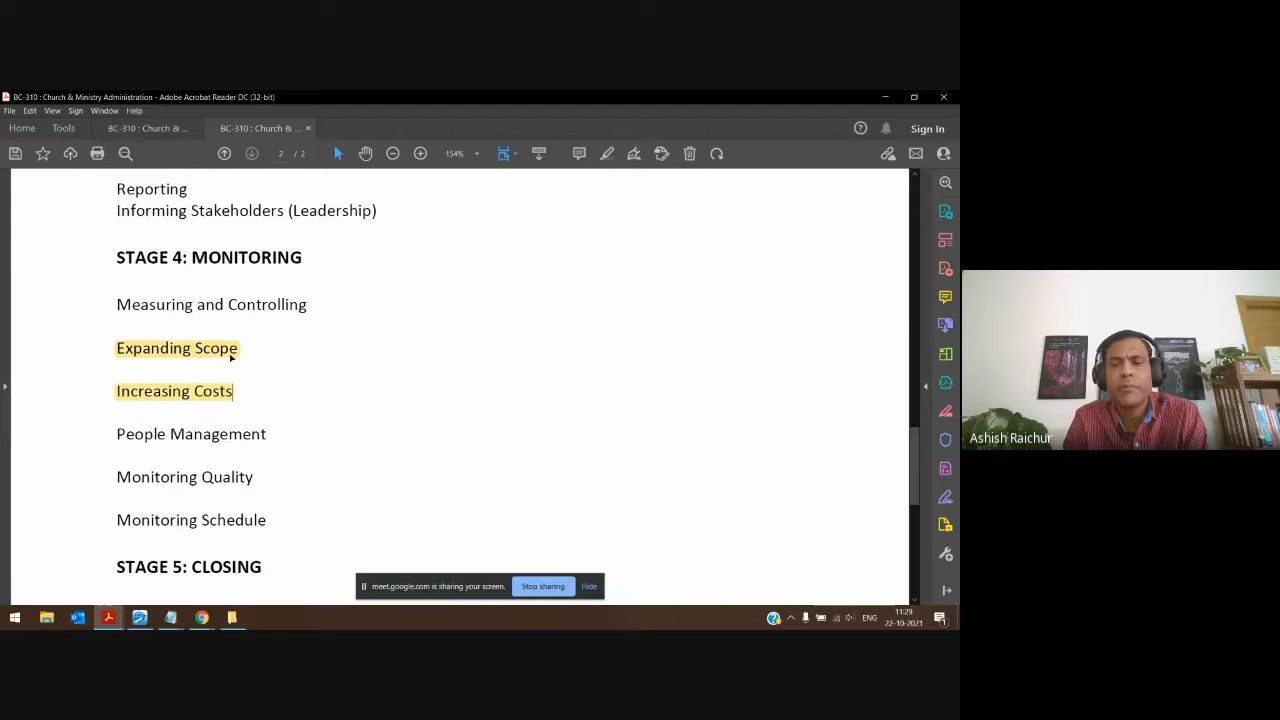 BC-310 : Church & Ministry Administration - Adobe Acrobat Reader DC (32-bit)
File Edit View Sign Window Help
Home Tools BC-310 : Church & ... BC-310 : Church & ... × Sign In
2 / 2 154%
Reporting
Informing Stakeholders (Leadership)
STAGE 4: MONITORING
Measuring and Controlling
Expanding Scope
Increasing Costs
People Management
Monitoring Quality
Monitoring Schedule
STAGE 5: CLOSING
meet.google.com is sharing your screen. Stop sharing Hide
Ashish Raichur
ENG 11:29
22-10-2021